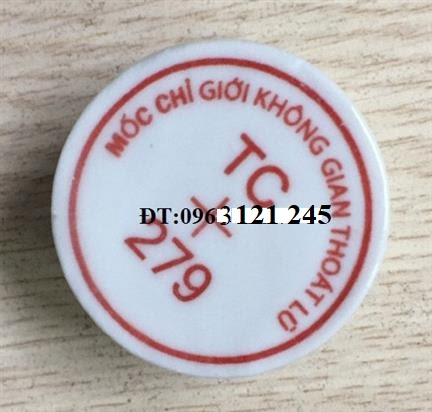 MỐC CHỈ GIỚI KHÔNG GIAN THOÁT LŨ
TC
ĐT:0963121.245
279